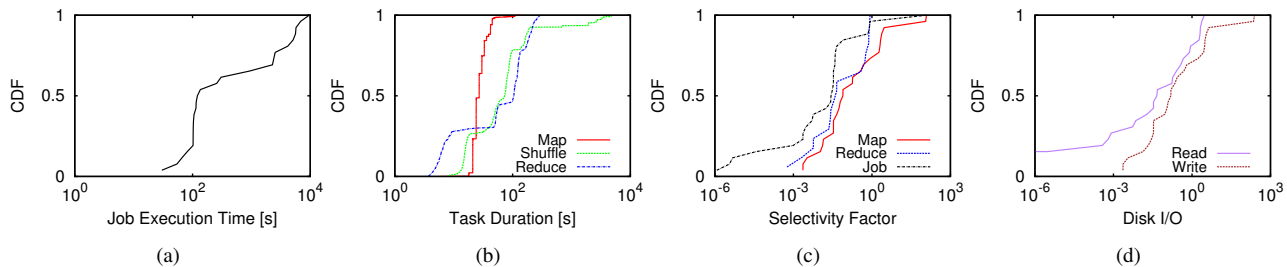 1
0.5
0
CDF
10^2
10^4
Job Execution Time [s]
(a)
1
0.5
0
CDF
Map
Shuffle
Reduce
10^0
10^2
10^4
Task Duration [s]
(b)
1
0.5
0
CDF
Map
Reduce
Job
10^-6
10^-3
10^0
10^3
Selectivity Factor
(c)
1
0.5
0
CDF
Read
Write
10^-6
10^-3
10^0
10^3
Disk I/O
(d)